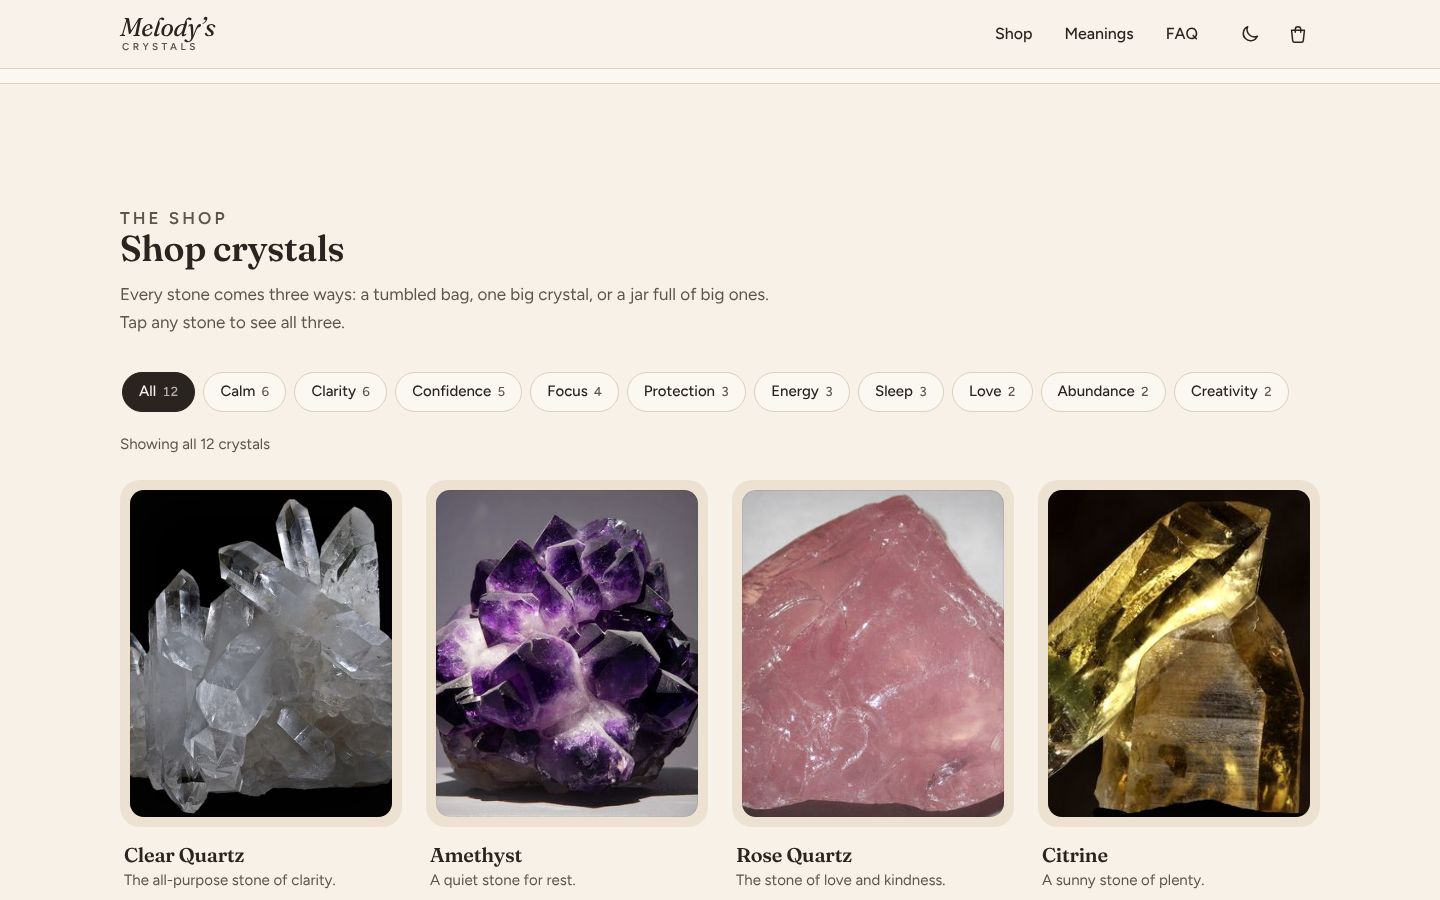 Melody's
CRYSTALS
Shop Meanings FAQ
THE SHOP
Shop crystals
Every stone comes three ways: a tumbled bag, one big crystal, or a jar full of big ones.
Tap any stone to see all three.
All 12 Calm 6 Clarity 6 Confidence 5 Focus 4 Protection 3 Energy 3 Sleep 3 Love 2 Abundance 2 Creativity 2
Showing all 12 crystals
Clear Quartz
The all-purpose stone of clarity.
Amethyst
A quiet stone for rest.
Rose Quartz
The stone of love and kindness.
Citrine
A sunny stone of plenty.